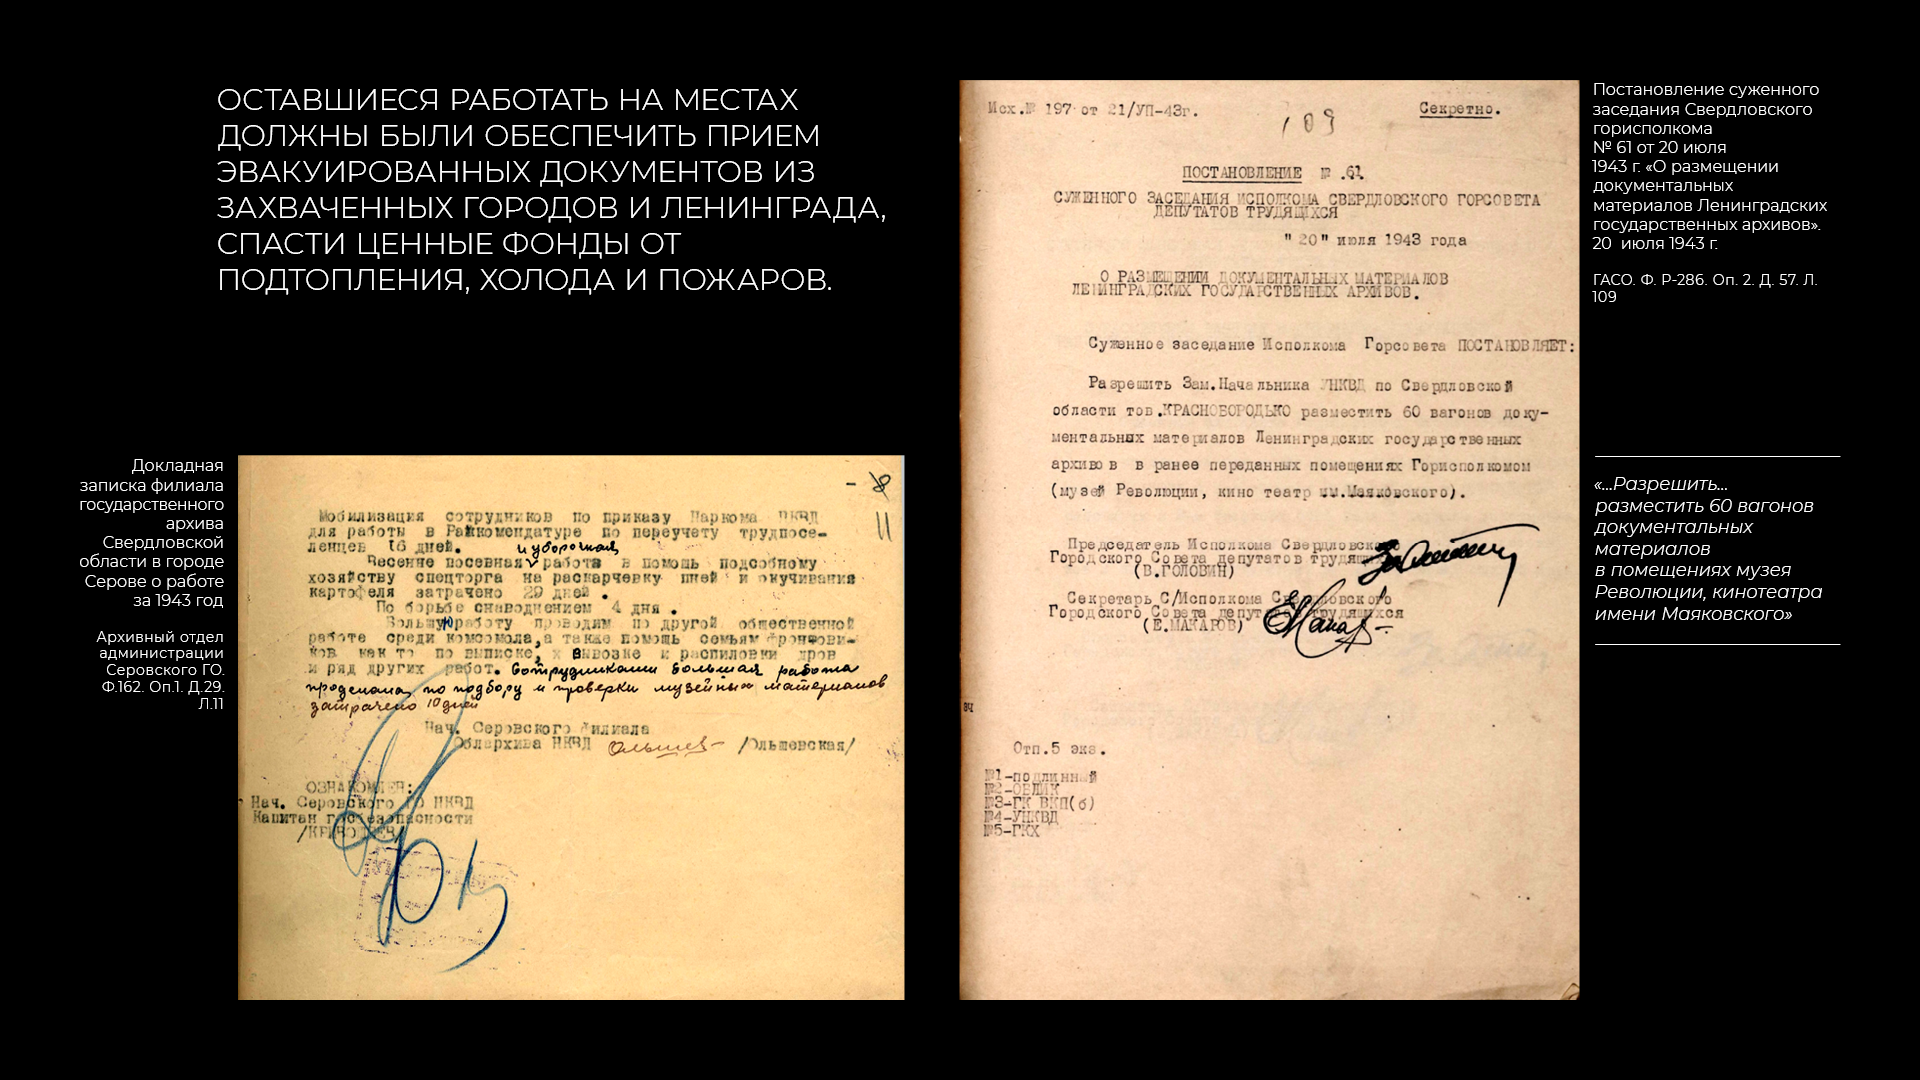 ОСТАВШИЕСЯ РАБОТАТЬ НА МЕСТАХ
ДОЛЖНЫ БЫЛИ ОБЕСПЕЧИТЬ ПРИЕМ
ЭВАКУИРОВАННЫХ ДОКУМЕНТОВ ИЗ
ЗАХВАЧЕННЫХ ГОРОДОВ И ЛЕНИНГРАДА,
СПАСТИ ЦЕННЫЕ ФОНДЫ ОТ
ПОДТОПЛЕНИЯ, ХОЛОДА И ПОЖАРОВ.
Докладная
записка филиала
государственного
архива
Свердловской
области в городе
Серове о работе
за 1943 год
Архивный отдел
администрации
Серовского ГО.
Ф.162. Оп.1. Д.29.
Л.11
- 8
11
Мобилизация сотрудников по приказу Наркома НКВД
для работы в Райкомендатуре по переучету трудпосе-
ленцев 16 дней.
и уборочная
Весенне посевная работа в помощь подсобному
хозяйству спецторга на раскарчевку пней и окучивания
картофеля затрачено 29 дней.
По борьбе снаводнением 4 дня.
Большую работу проводим по другой общественной
работе среди комсомола, а также помощь семьям фронтови-
ков как то по выписке, вывозке и распиловки дров
и ряд других работ. Сотрудниками большая работа
проделана по подбору и проверки музейных материалов
затрачено 10 дней
Нач. Серовского Филиала
Облархива НКВД /Ольшевская/
ОЗНАКОМЛЕН:
Нач. Серовского ГО НКВД
Капитан госбезопасности
Исх.№ 197 от 21/УП-43г. Секретно.
109
ПОСТАНОВЛЕНИЕ № 61.
СУЖЕННОГО ЗАСЕДАНИЯ ИСПОЛКОМА СВЕРДЛОВСКОГО ГОРСОВЕТА
ДЕПУТАТОВ ТРУДЯЩИХСЯ
"20" июля 1943 года
О РАЗМЕЩЕНИИ ДОКУМЕНТАЛЬНЫХ МАТЕРИАЛОВ
ЛЕНИНГРАДСКИХ ГОСУДАРСТВЕННЫХ АРХИВОВ.
Суженное заседание Исполкома Горсовета ПОСТАНОВЛЯЕТ:
Разрешить Зам.Начальника УНКВД по Свердловской
области тов.КРАСНОБОРОДЬКО разместить 60 вагонов доку-
ментальных материалов Ленинградских государственных
архивов в ранее переданных помещениях Горисполкомом
(музей Революции, кино театр им.Маяковского).
Председатель Исполкома Свердловского
Городского Совета депутатов трудящихся
(В.ГОЛОВИН)
Секретарь С/Исполкома Свердловского
Городского Совета депутатов трудящихся
(Е.МАКАРОВ)
вч
Отп.5 экз.
№1-подлинный
№2-ОБЛИК
№3-ГК ВКП(б)
№4-УНКВД
№5-ГКХ
Постановление суженного
заседания Свердловского
горисполкома
№ 61 от 20 июля
1943 г. «О размещении
документальных
материалов Ленинградских
государственных архивов».
20 июля 1943 г.
ГАСО. Ф. Р-286. Оп. 2. Д. 57. Л.
109
«...Разрешить...
разместить 60 вагонов
документальных
материалов
в помещениях музея
Революции, кинотеатра
имени Маяковского»